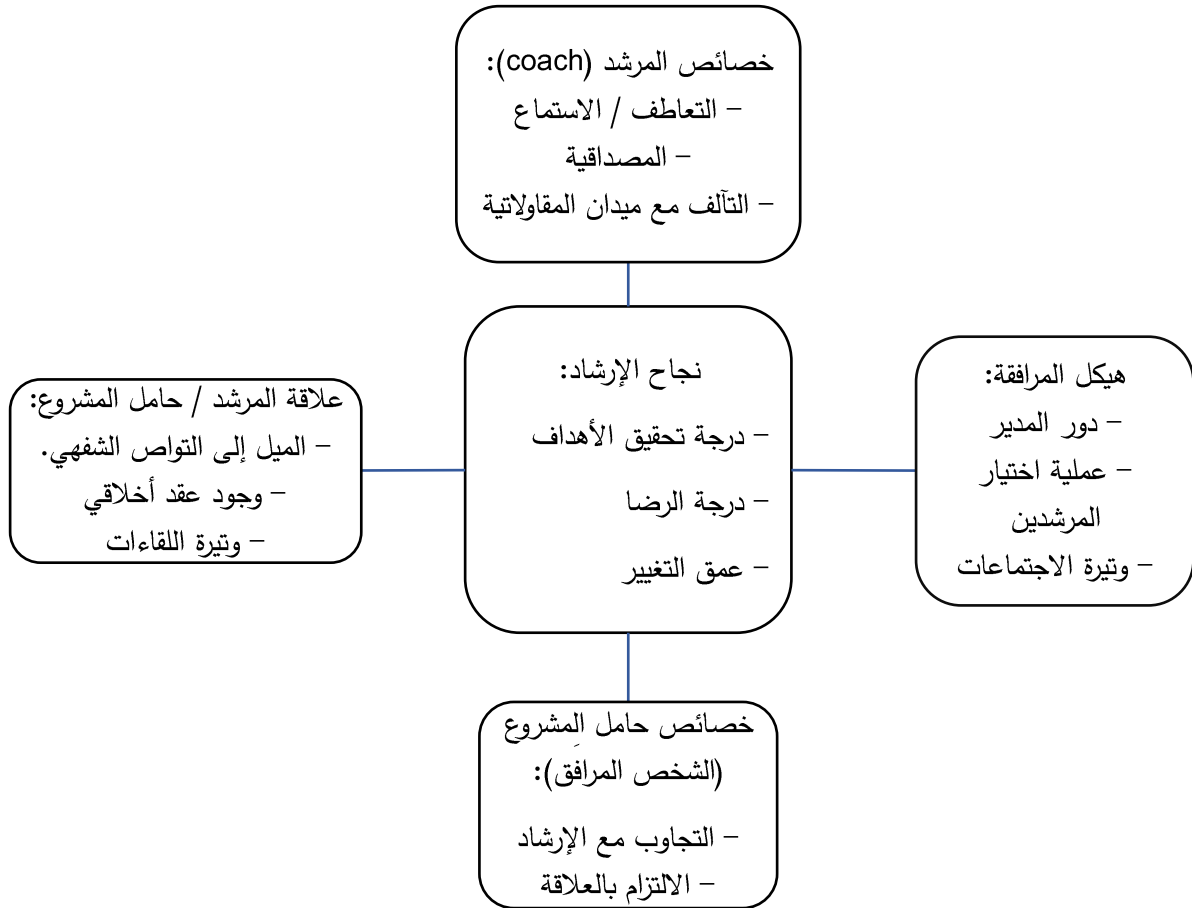 خصائص المرشد (coach):
– التعاطف / الاستماع
– المصداقية
– التآلف مع ميدان المقاولاتية
هيكل المرافقة:
– دور المدير
– عملية اختيار
المرشدين
– وتيرة الاجتماعات
نجاح الإرشاد:
– درجة تحقيق الأهداف
– درجة الرضا
– عمق التغيير
علاقة المرشد / حامل المشروع:
– الميل إلى التواص الشفهي.
– وجود عقد أخلاقي
– وتيرة اللقاءات
خصائص حامل المشروع
(الشخص المرافِق):
– التجاوب مع الإرشاد
– الالتزام بالعلاقة